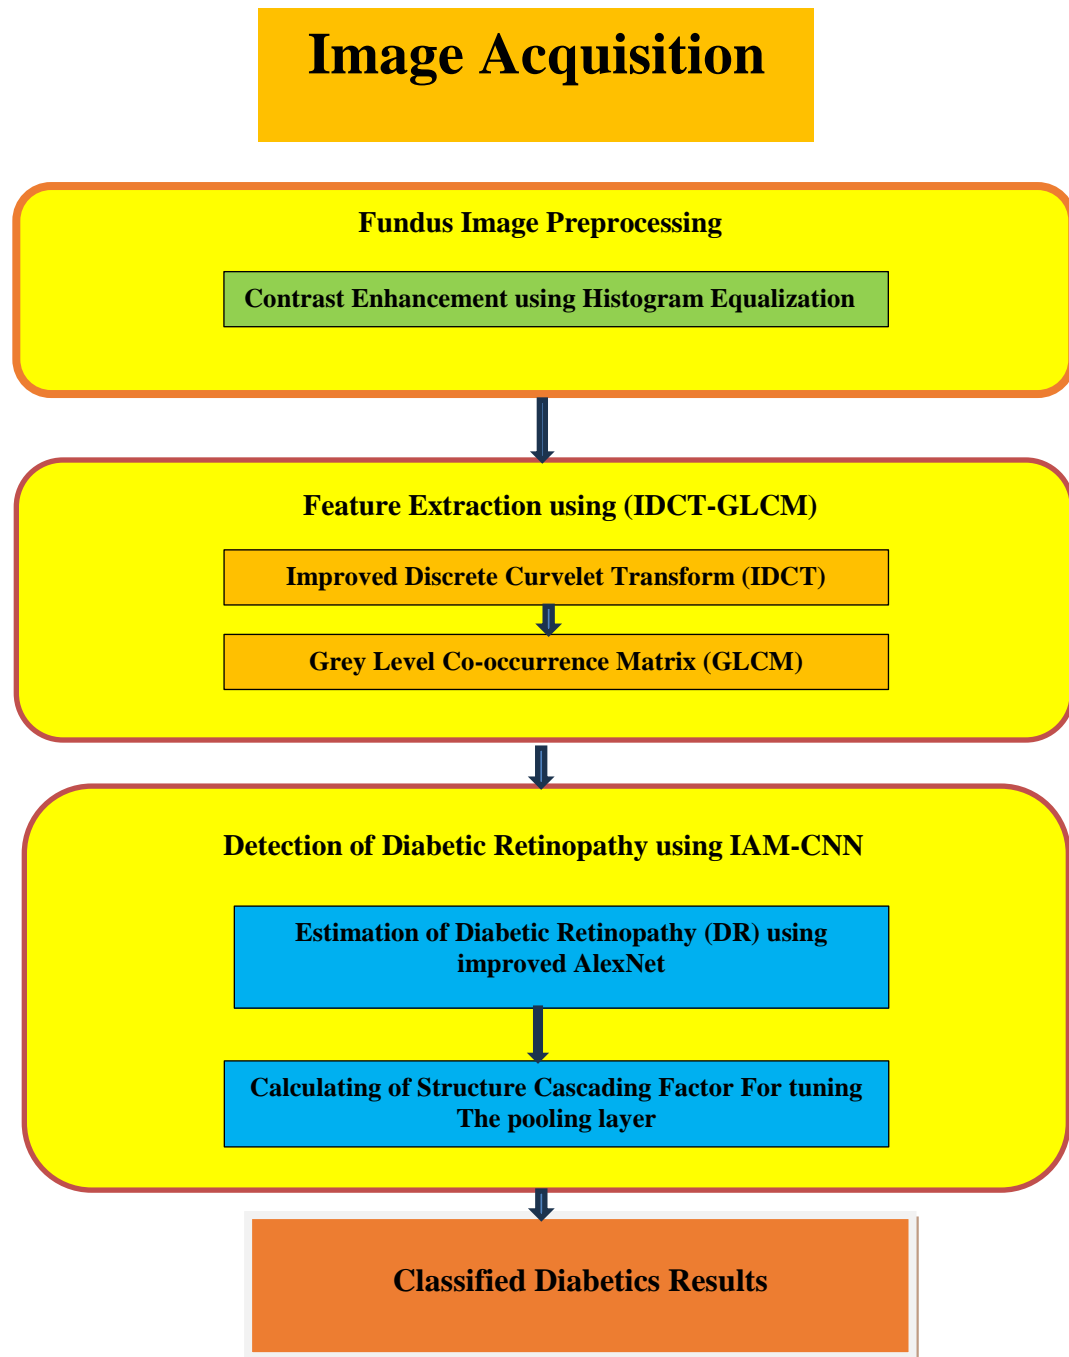 Image Acquisition
Fundus Image Preprocessing
Contrast Enhancement using Histogram Equalization
Feature Extraction using (IDCT-GLCM)
Improved Discrete Curvelet Transform (IDCT)
Grey Level Co-occurrence Matrix (GLCM)
Detection of Diabetic Retinopathy using IAM-CNN
Estimation of Diabetic Retinopathy (DR) using
improved AlexNet
Calculating of Structure Cascading Factor For tuning
The pooling layer
Classified Diabetics Results